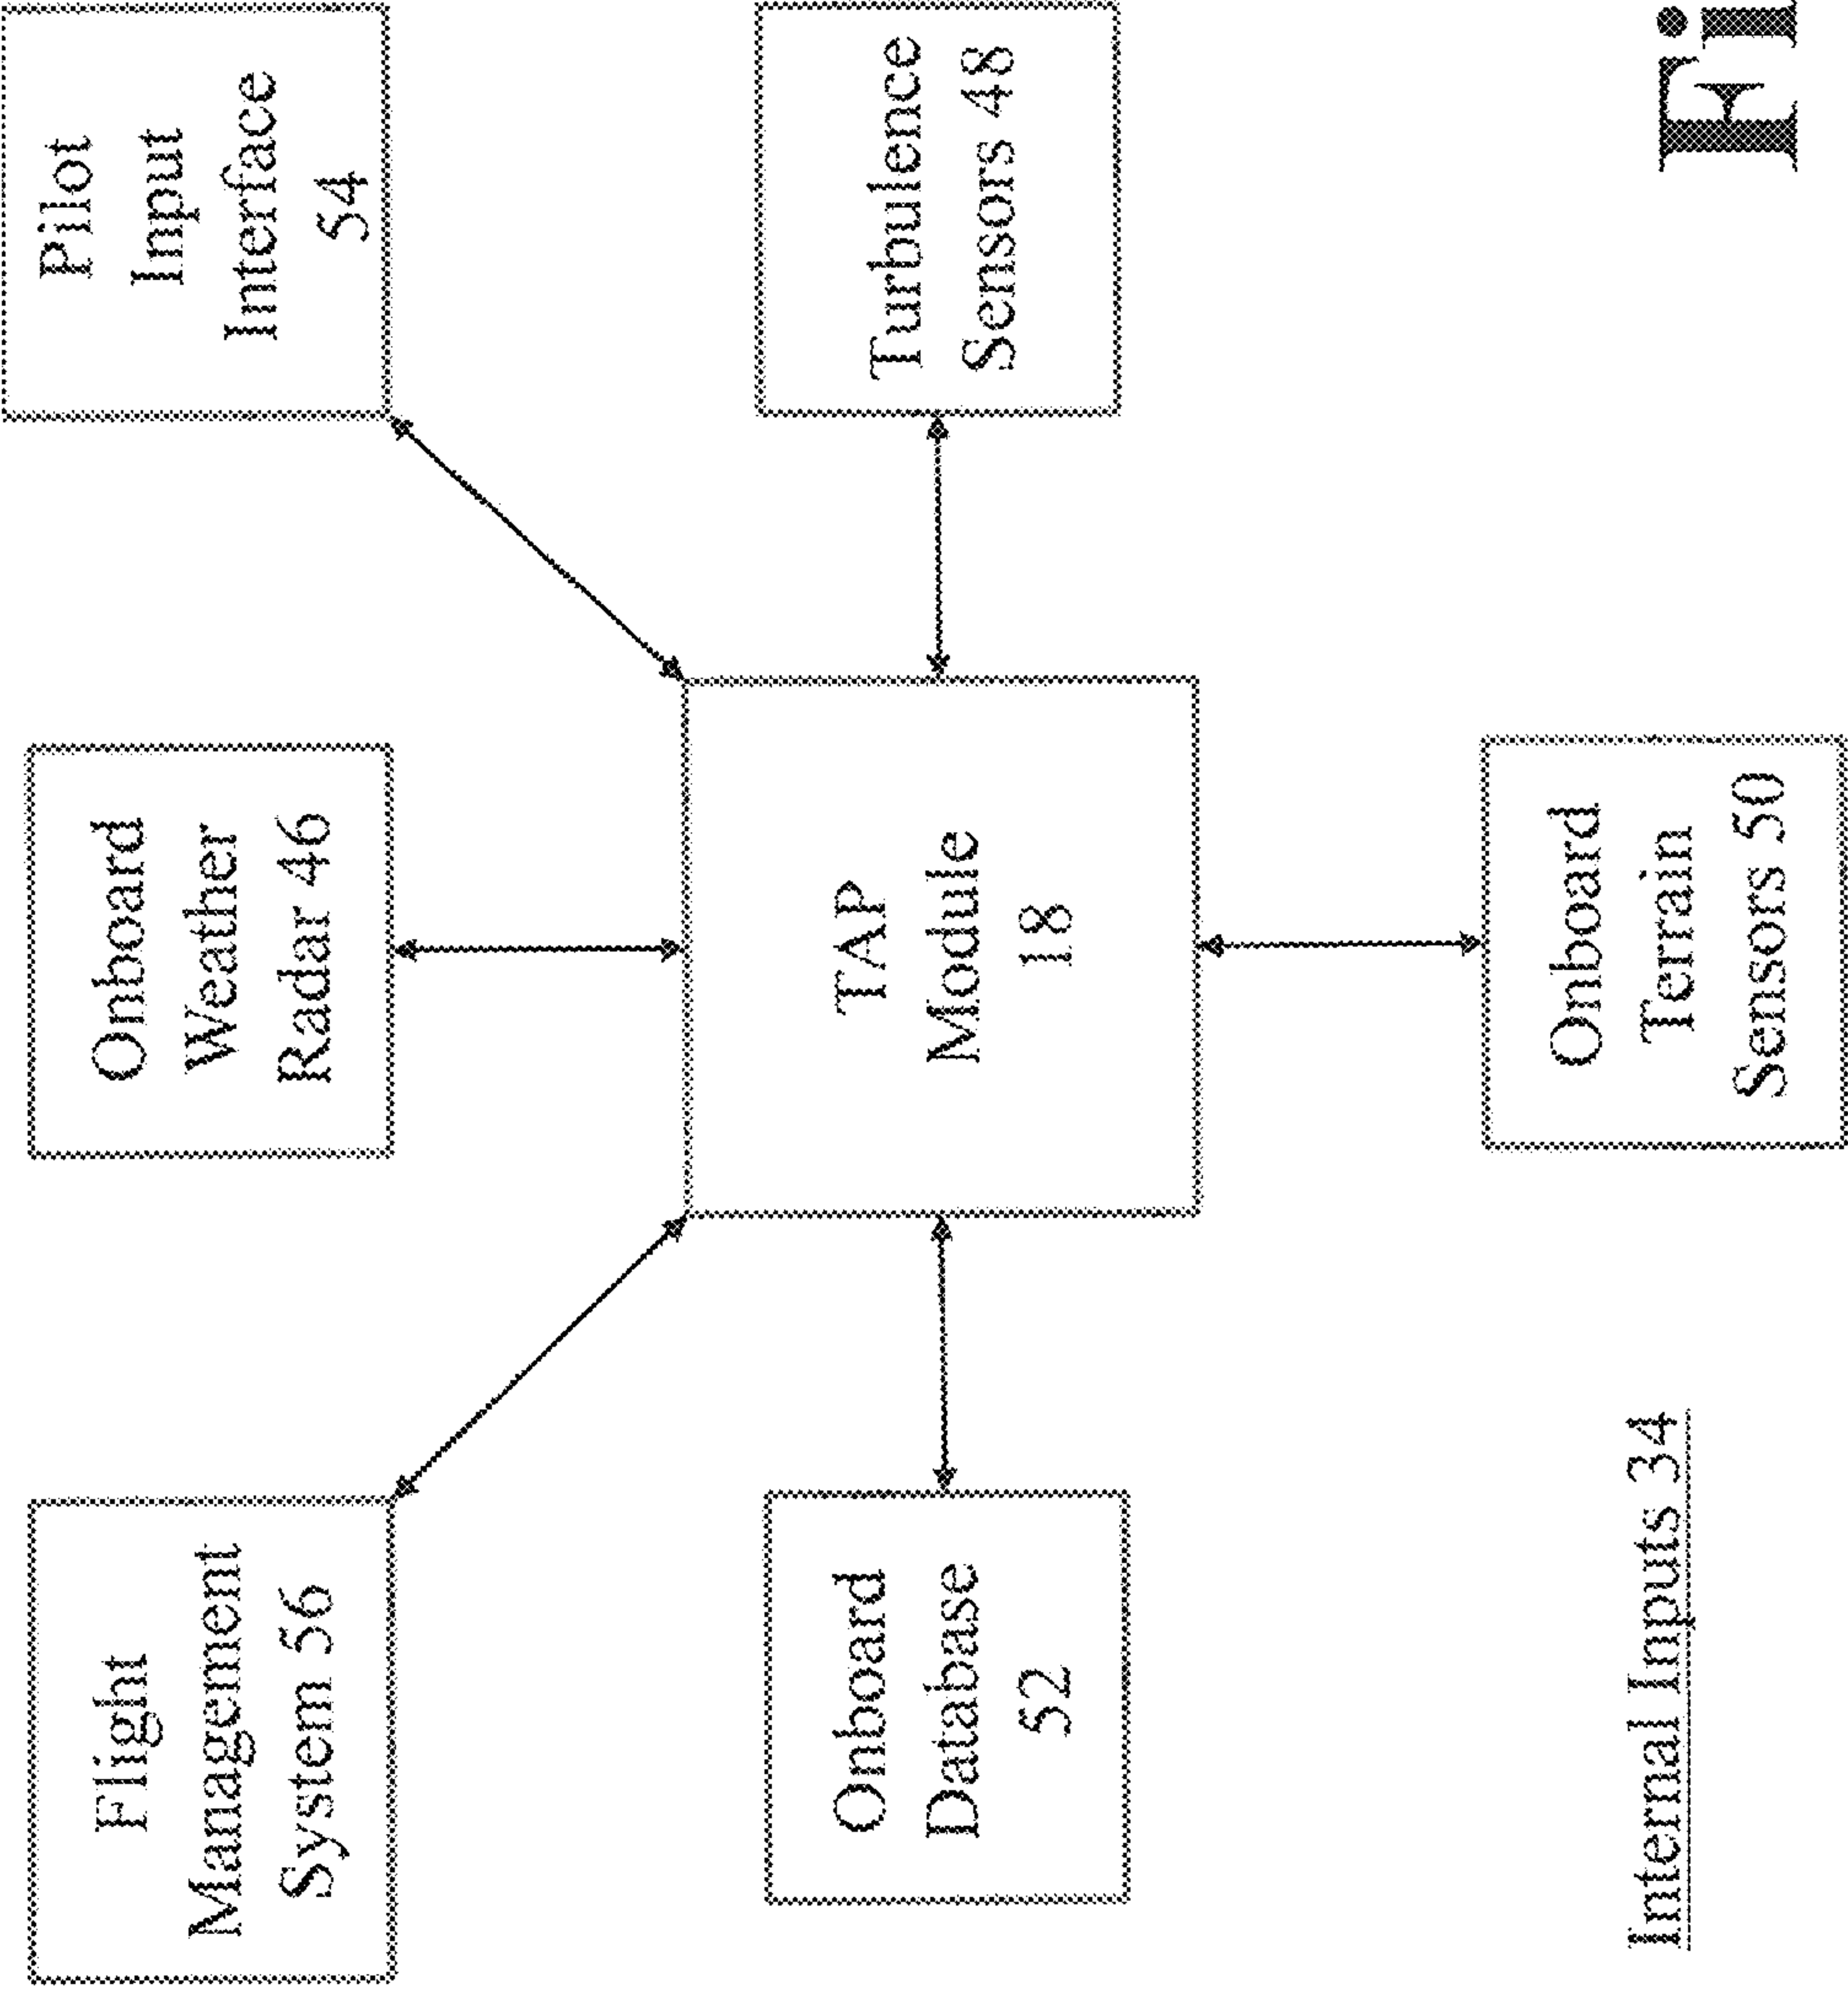 Flight
Management
System 56
Onboard
Weather
Radar 46
Pilot
Input
Interface
54
Onboard
Database
52
TAP
Module
18
Turbulence
Sensors 48
Onboard
Terrain
Sensors 50
Internal Inputs 34
Fi